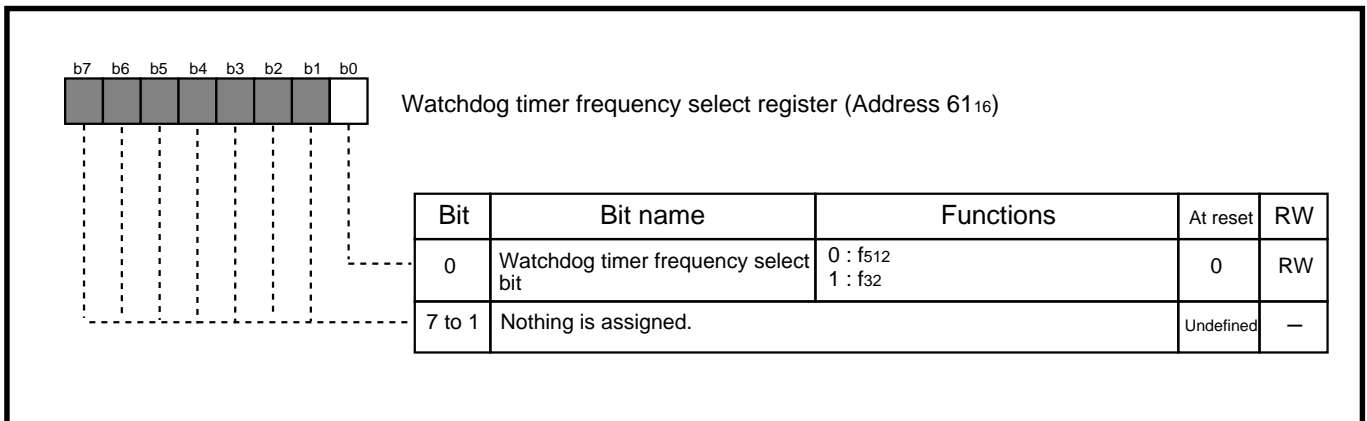 b7 b6 b5 b4 b3 b2 b1 b0
Watchdog timer frequency select register (Address 61₁₆)
Bit Bit name Functions At reset RW
0 Watchdog timer frequency select bit 0 : f₅₁₂ 0 RW
1 : f₃₂
7 to 1 Nothing is assigned. Undefined –